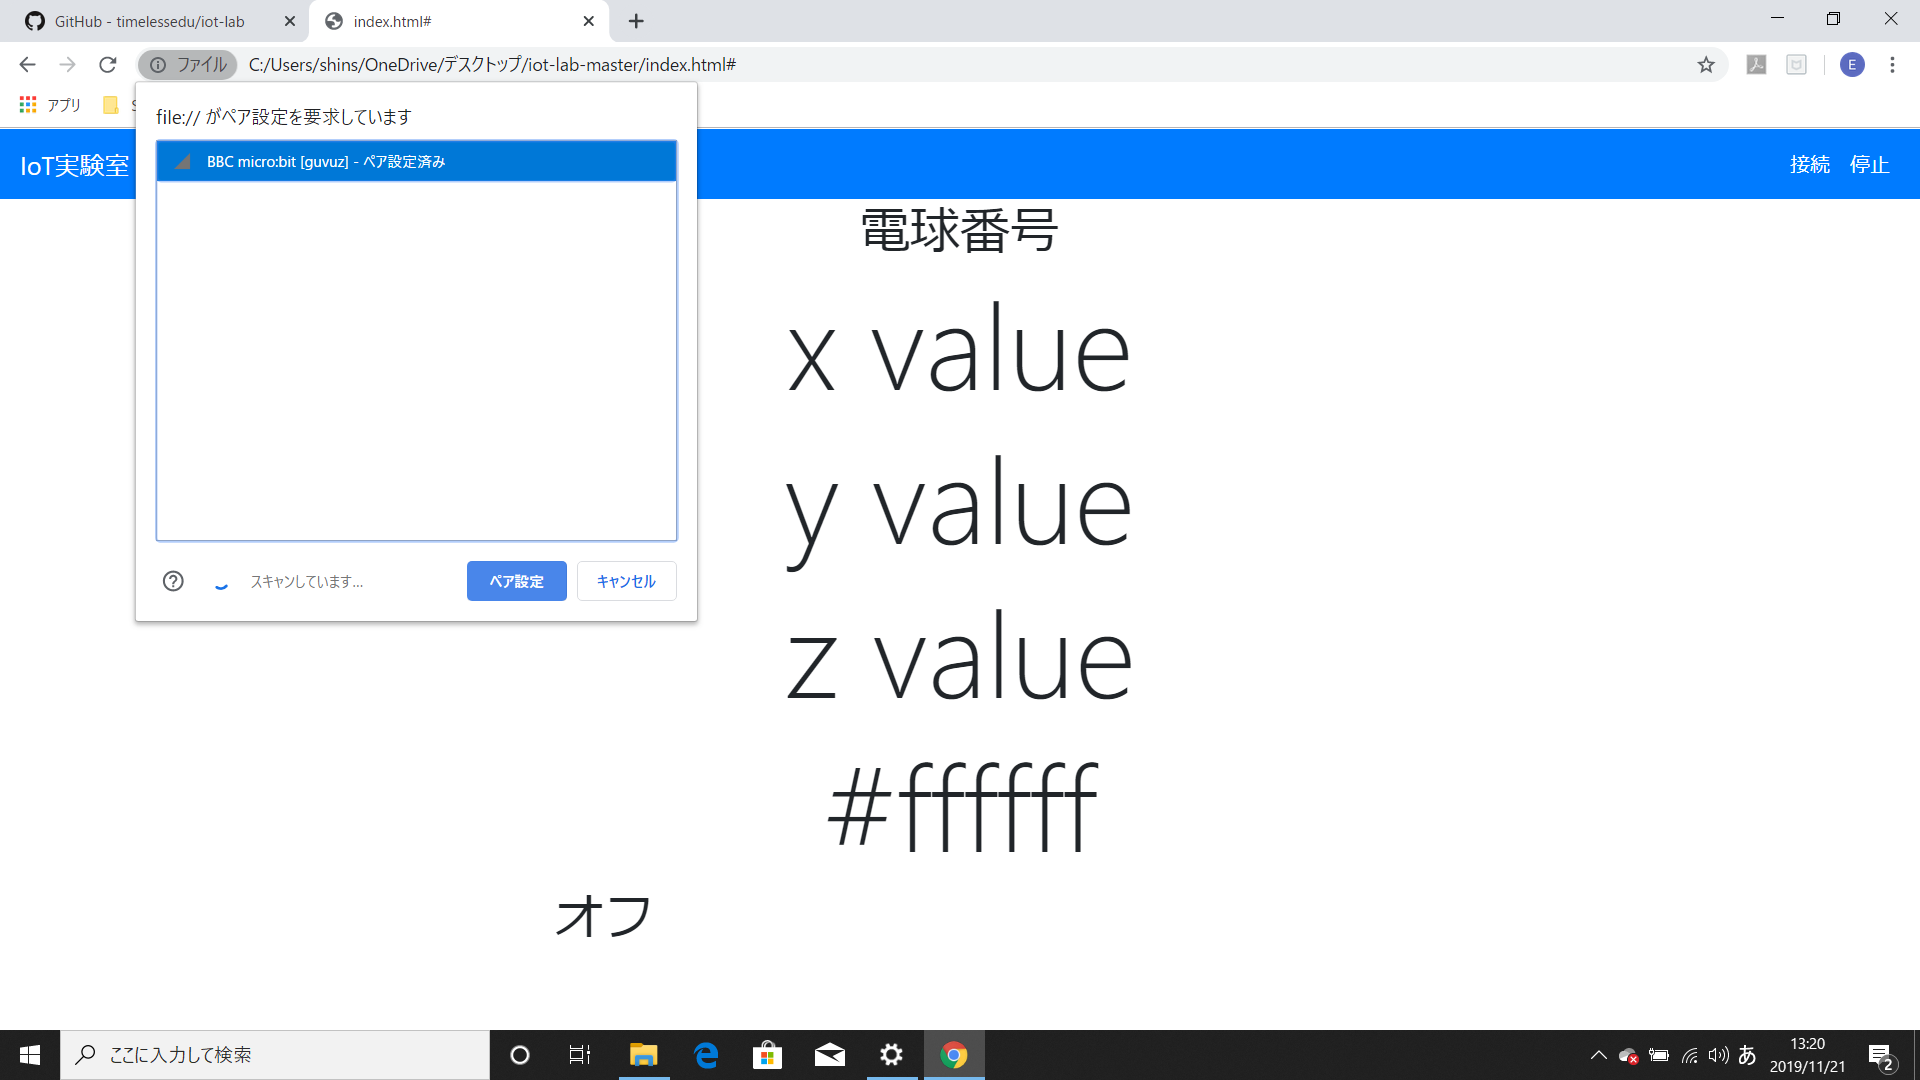 GitHub - timelessedu/iot-lab
index.html#
ファイル
C:/Users/shins/OneDrive/デスクトップ/iot-lab-master/index.html#
E
アプリ
S
file:// がペア設定を要求しています
BBC micro:bit [guvuz] - ペア設定済み
スキャンしています...
ペア設定
キャンセル
IoT実験室
接続
停止
電球番号
x value
y value
z value
#ffffff
オフ
ここに入力して検索
あ
13:20
2019/11/21
2